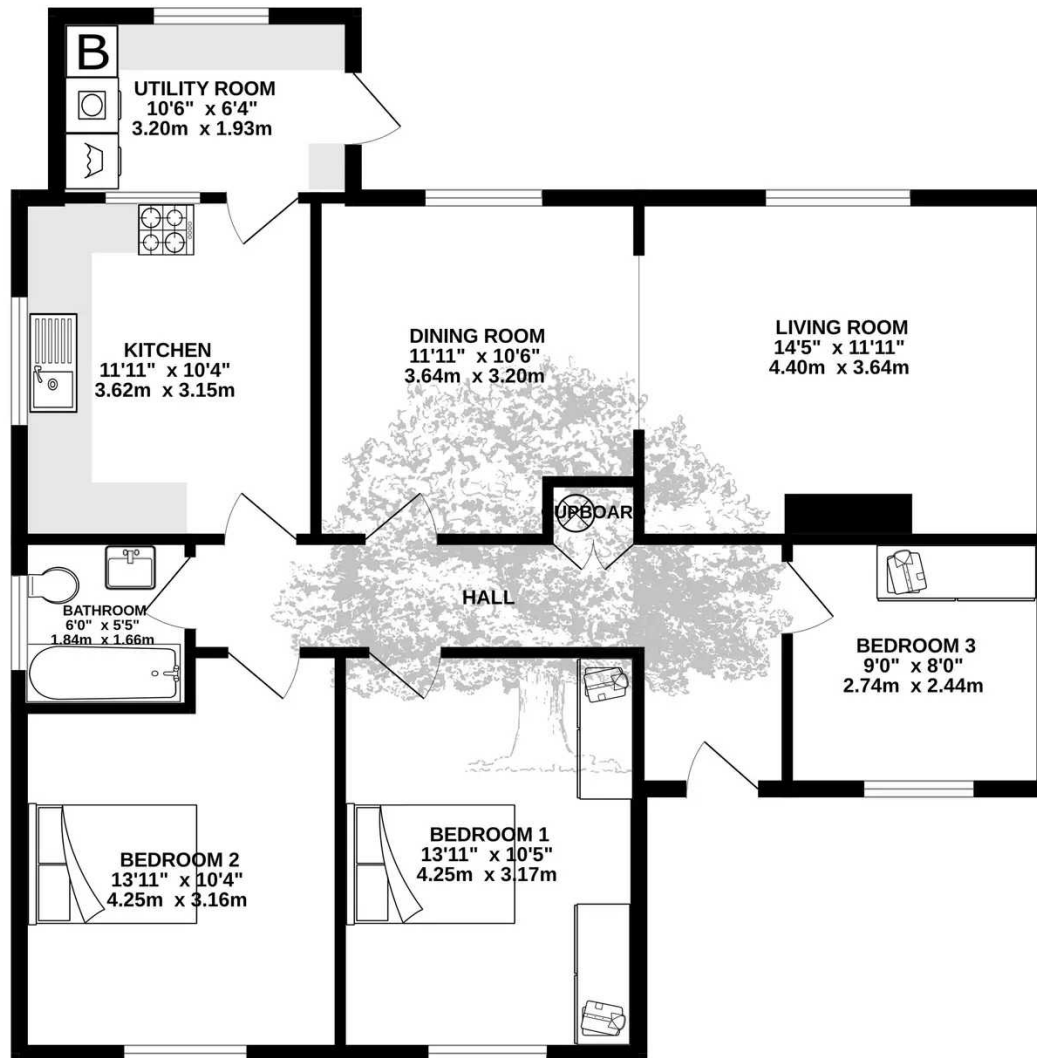 B
UTILITY ROOM
10'6" x 6'4"
3.20m x 1.93m
KITCHEN
11'11" x 10'4"
3.62m x 3.15m
DINING ROOM
11'11" x 10'6"
3.64m x 3.20m
LIVING ROOM
14'5" x 11'11"
4.40m x 3.64m
CUPBOARD
HALL
BATHROOM
6'0" x 5'5"
1.84m x 1.66m
BEDROOM 3
9'0" x 8'0"
2.74m x 2.44m
BEDROOM 2
13'11" x 10'4"
4.25m x 3.16m
BEDROOM 1
13'11" x 10'5"
4.25m x 3.17m